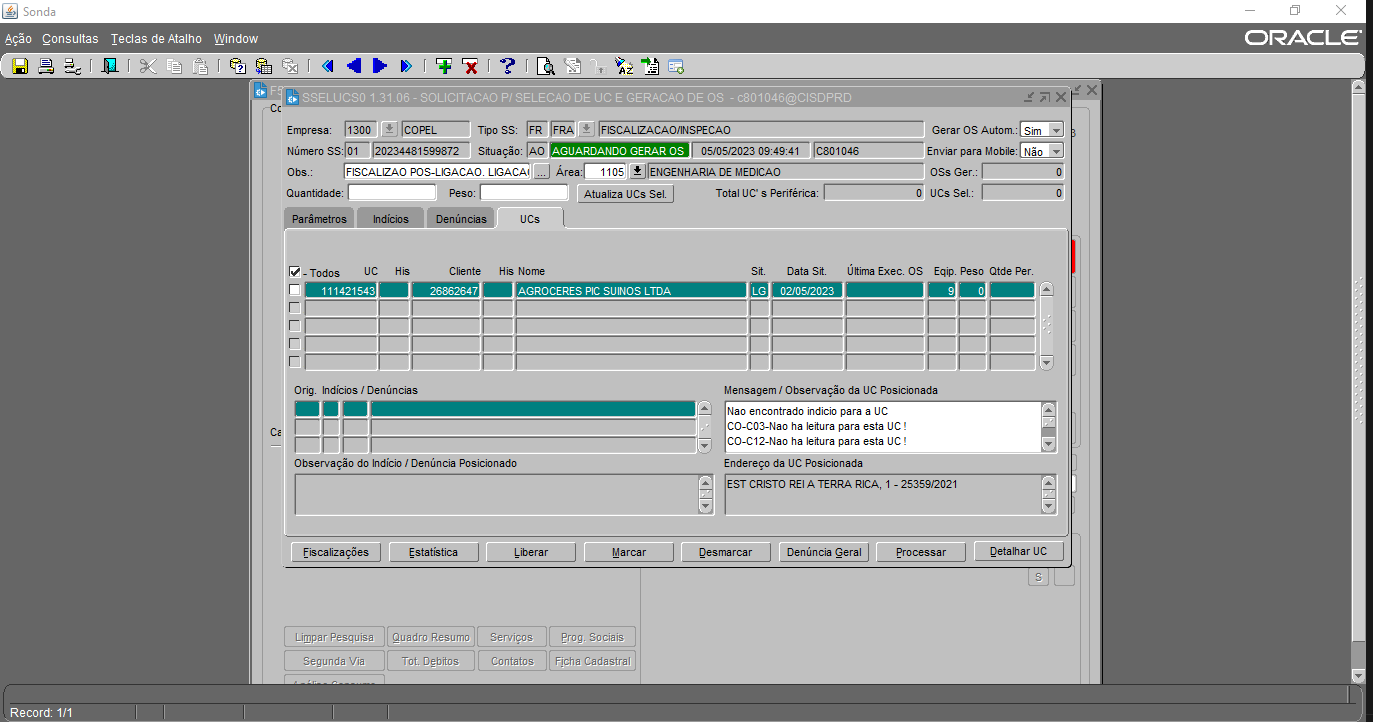 Sonda
Ação Consultas Teclas de Atalho Window
ORACLE
SSELUCS0 1.31.06 - SOLICITACAO P/ SELECAO DE UC E GERACAO DE OS - c801046@CISDPRD
Empresa: 1300 COPEL Tipo SS: FR FRA FISCALIZACAO/INSPECAO Gerar OS Autom.: Sim
Número SS: 01 20234481599872 Situação: AO AGUARDANDO GERAR OS 05/05/2023 09:49:41 C801046 Enviar para Mobile: Não
Obs.: FISCALIZAO POS-LIGACAO. LIGACA( ... Área: 1105 ENGENHARIA DE MEDICAO OSs Ger.: 0
Quantidade: Peso: Atualiza UCs Sel. Total UC' s Periférica: 0 UCs Sel.: 0
Parâmetros Indícios Denúncias UCs
- Todos UC His Cliente His Nome Sit. Data Sit. Última Exec. OS Eqip. Peso Qtde Per.
111421543 26862647 AGROCERES PIC SUINOS LTDA LG 02/05/2023 9 0
Orig. Indícios / Denúncias
Mensagem / Observação da UC Posicionada
Nao encontrado indicio para a UC
CO-C03-Nao ha leitura para esta UC !
CO-C12-Nao ha leitura para esta UC !
Observação do Indício / Denúncia Posicionado
Endereço da UC Posicionada
EST CRISTO REI A TERRA RICA, 1 - 25359/2021
Fiscalizações Estatística Liberar Marcar Desmarcar Denúncia Geral Processar Detalhar UC
S
Limpar Pesquisa Quadro Resumo Serviços Prog. Sociais
Segunda Via Tot. Debitos Contatos Ficha Cadastral
Record: 1/1